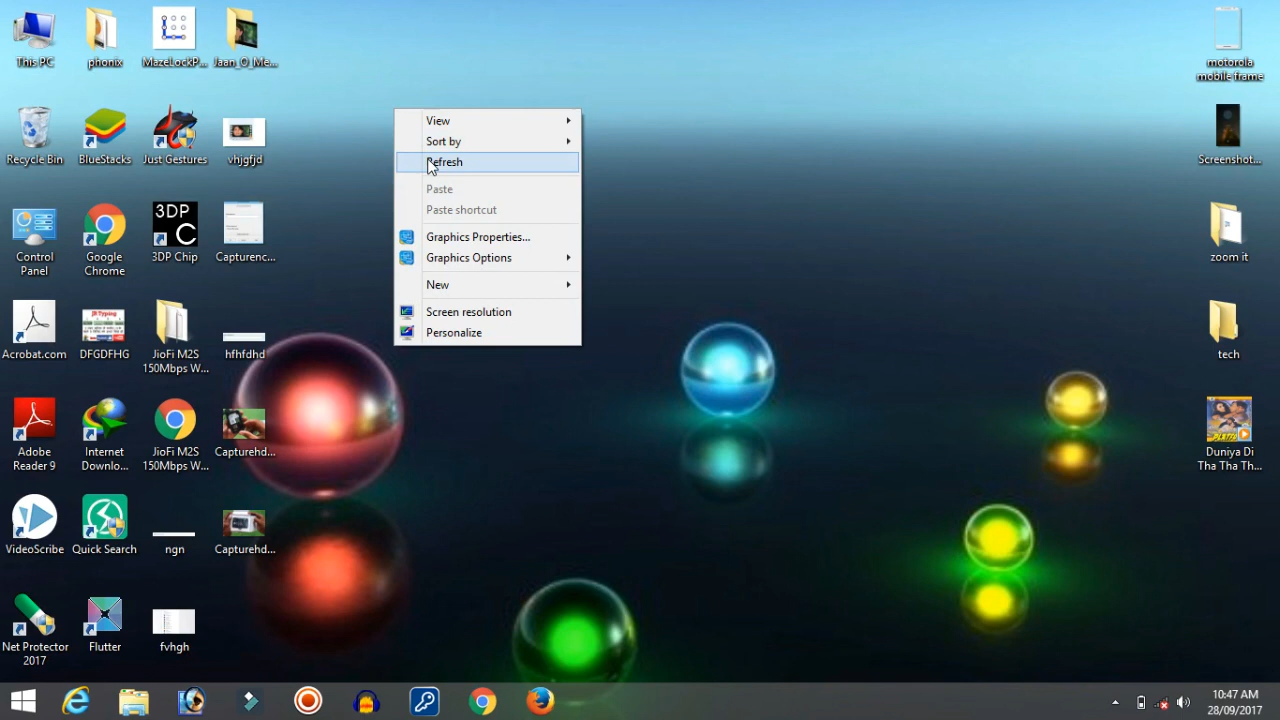 This PC
phonix
MazeLockP...
Jaan_O_Me...
motorola
mobile frame
Recycle Bin
BlueStacks
Just Gestures
vhjgfjd
Screenshot...
Control
Panel
Google
Chrome
3DP
C
3DP Chip
Capturenc...
zoom it
Acrobat.com
DFGDFHG
JioFi M2S
150Mbps W...
hfhfdhd
tech
Adobe
Reader 9
Internet
Downlo...
JioFi M2S
150Mbps W...
Capturehd...
Duniya Di
Tha Tha Th...
VideoScribe
Quick Search
ngn
Capturehd...
Net Protector
2017
Flutter
fvhgh
View
Sort by
Refresh
Paste
Paste shortcut
Graphics Properties...
Graphics Options
New
Screen resolution
Personalize
10:47 AM
28/09/2017